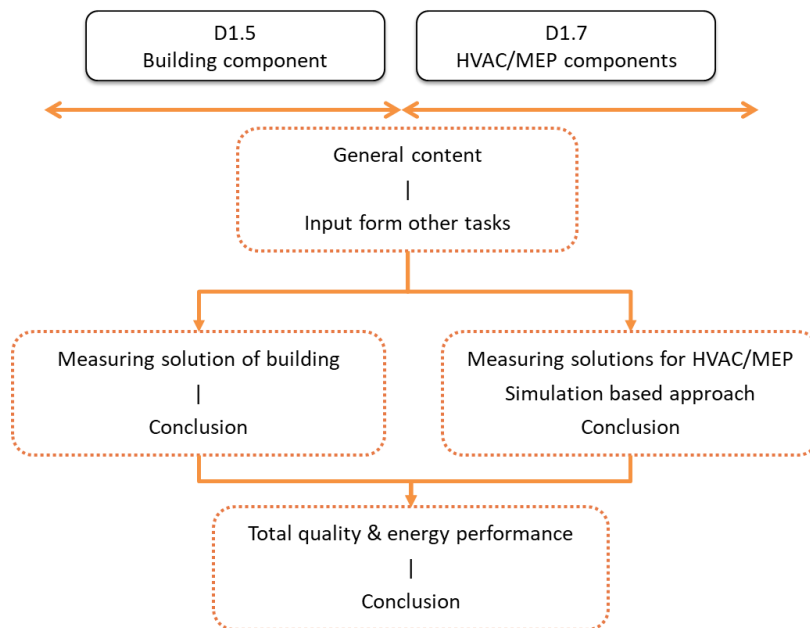 D1.5
Building component
D1.7
HVAC/MEP components
General content
|
Input form other tasks
Measuring solution of building
|
Conclusion
Measuring solutions for HVAC/MEP
Simulation based approach
Conclusion
Total quality & energy performance
|
Conclusion